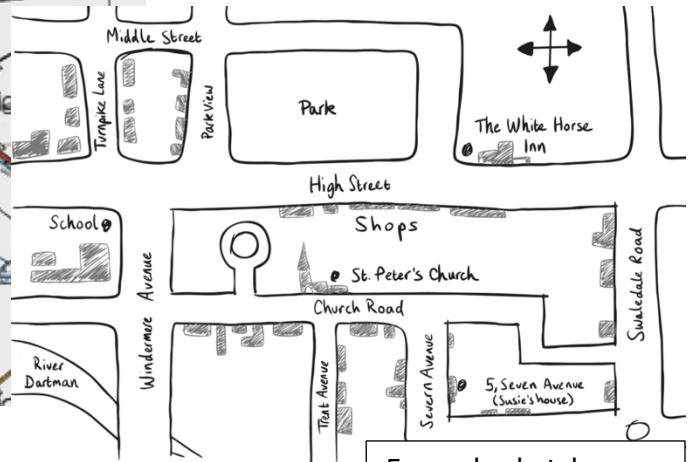 Middle Street
Turnpike Lane
Park View
Park
The White Horse
Inn
High Street
School
Shops
St. Peter's Church
Windermere Avenue
Church Road
Swaledale Road
River
Dartman
Trent Avenue
Severn Avenue
5, Seven Avenue
(Susie's house)